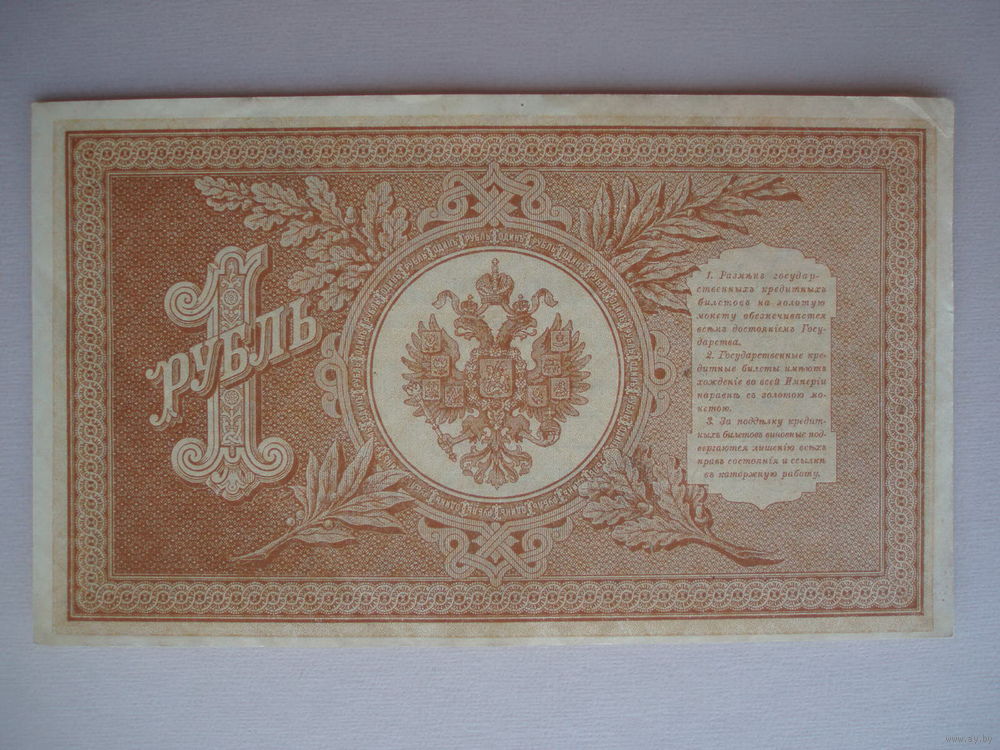 1
РУБЛЬ
1. Размѣнъ государ-
ственныхъ кредитныхъ
билетовъ на золотую
монету обезпечивается
всѣмъ достояніемъ Госу-
дарства.
2. Государственные кре-
дитные билеты имѣютъ
хожденіе во всей Имперіи
наравнѣ съ золотою мо-
нетою.
3. За поддѣлку кредит-
ныхъ билетовъ виновные под-
вергаются лишенію всѣхъ
правъ состоянія и ссылкѣ
въ каторжную работу.
www.ay.by